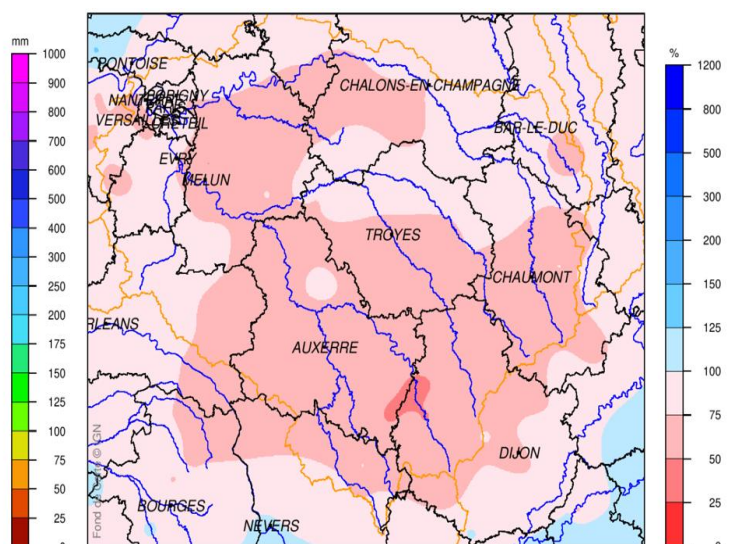 mm
1000
900
800
700
600
500
400
300
250
200
175
150
125
100
75
50
25
PONTOISE
VERSAI
EVRY
MELUN
CHALONS-EN-CHAMPAGNE
BAR-LE-DUC
TROYES
CHAUMONT
RLEANS
AUXERRE
DIJON
BOURGES
NEVERS
© IGN
%
1200
800
500
300
200
150
125
100
75
50
25